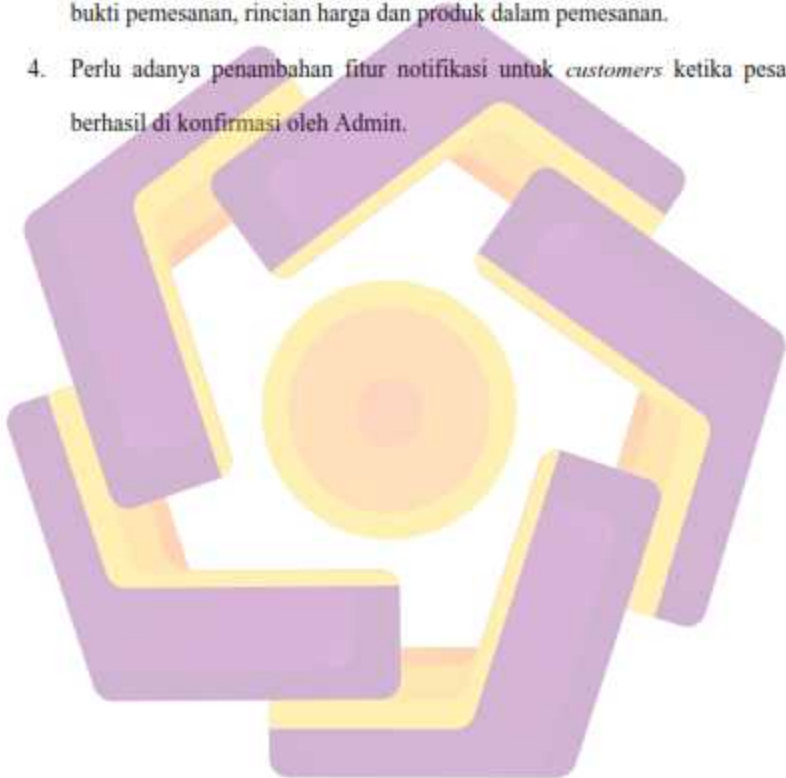 bukti pemesanan, rincian harga dan produk dalam pemesanan.
4. Perlu adanya penambahan fitur notifikasi untuk customers ketika pesa
berhasil di konfirmasi oleh Admin.